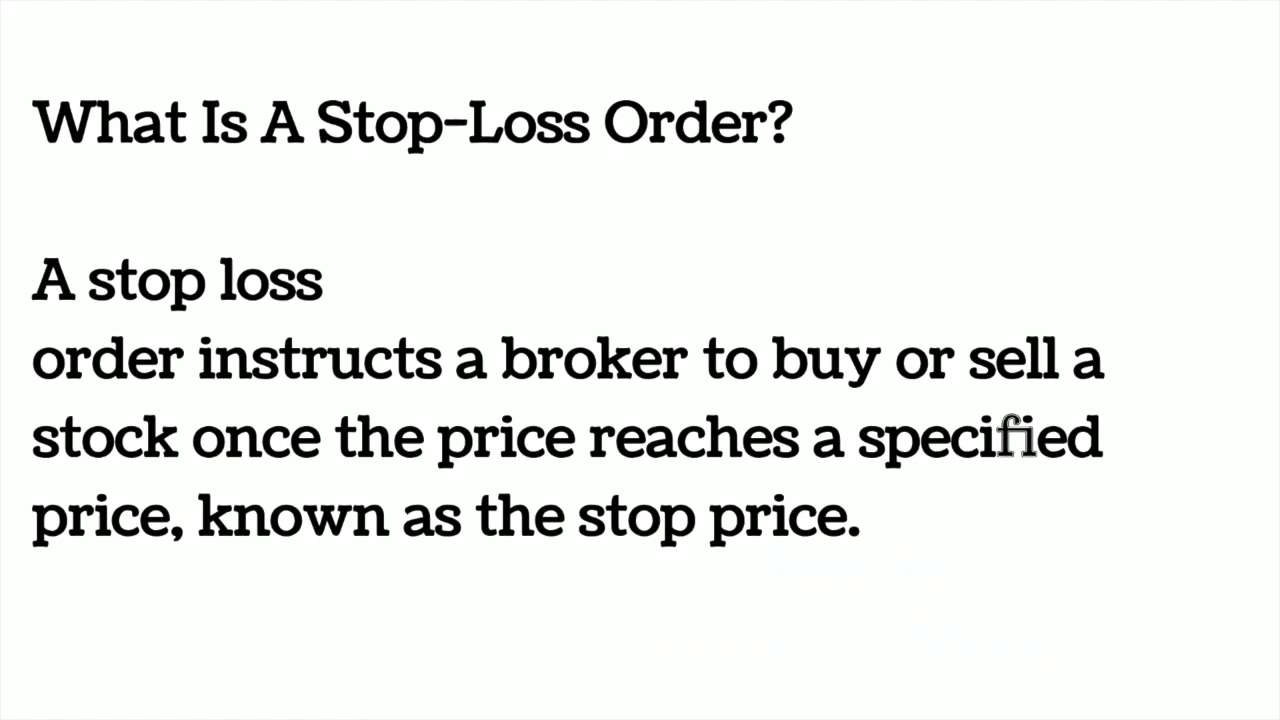 What Is A Stop-Loss Order?
A stop loss
order instructs a broker to buy or sell a
stock once the price reaches a specified
price, known as the stop price.